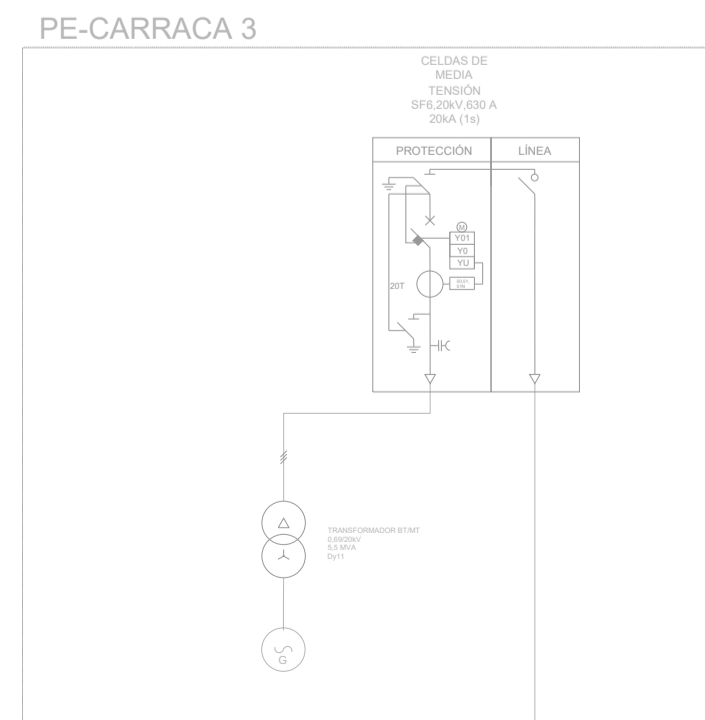 PE-CARRACA 3
CELDAS DE
MEDIA
TENSIÓN
SF6,20kV,630 A
20kA (1s)
PROTECCIÓN
LÍNEA
M
Y01
Y0
YU
20T
TRANSFORMADOR BT/MT
0,69/20kV
5,5 MVA
Dy11
G